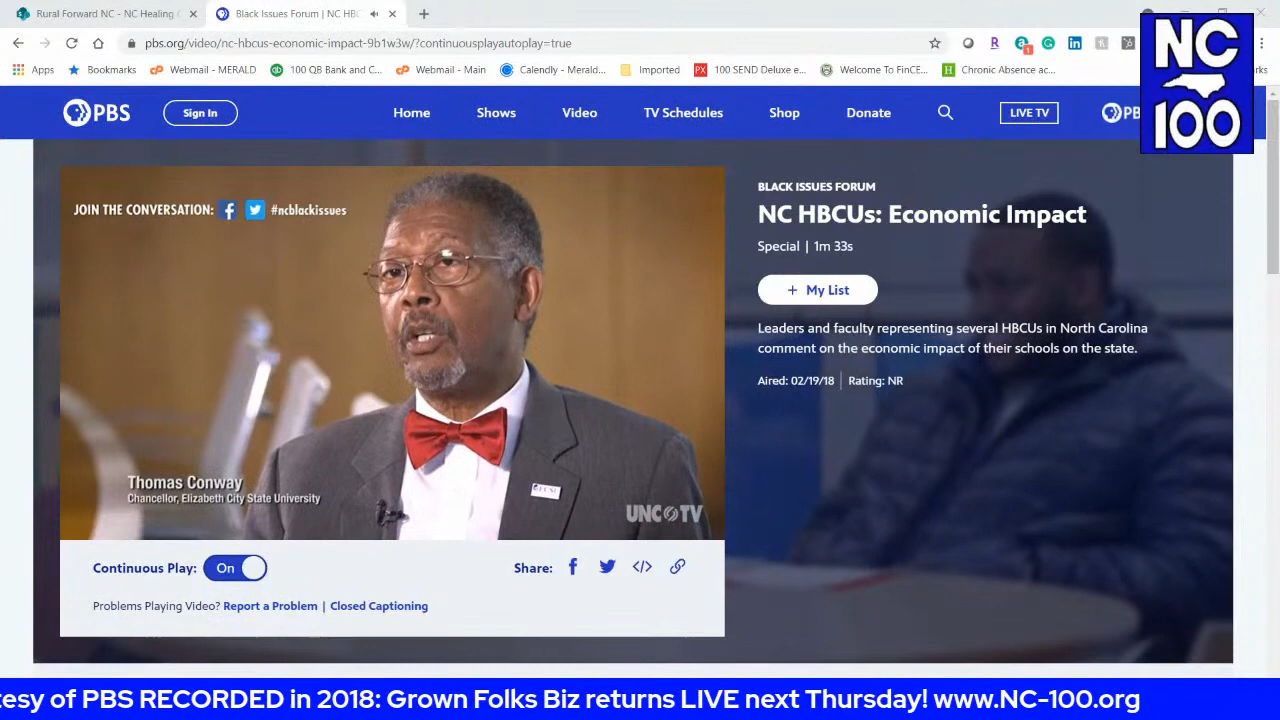 Rural Forward NC - NC Healing
Black Issues Forum | NC HBC
pbs.org/video/nc-hbcus-economic-impact-9b1w3w/?continuousplayautoplay=true
Apps
Bookmarks
Webmail – MERALD
100 QB Bank and C...
Webmail - Main
Calendly - Merald...
Imported
100 SEND Deluxe e...
Welcome To FinCE...
Chronic Absence ac...
NC
100
PBS
Sign In
Home
Shows
Video
TV Schedules
Shop
Donate
LIVE TV
JOIN THE CONVERSATION:
#ncblackissues
Thomas Conway
Chancellor, Elizabeth City State University
UNC TV
BLACK ISSUES FORUM
NC HBCUs: Economic Impact
Special | 1m 33s
+ My List
Leaders and faculty representing several HBCUs in North Carolina
comment on the economic impact of their schools on the state.
Aired: 02/19/18 | Rating: NR
Continuous Play: On
Share:
Problems Playing Video? Report a Problem | Closed Captioning
tesy of PBS RECORDED in 2018: Grown Folks Biz returns LIVE next Thursday! www.NC-100.org